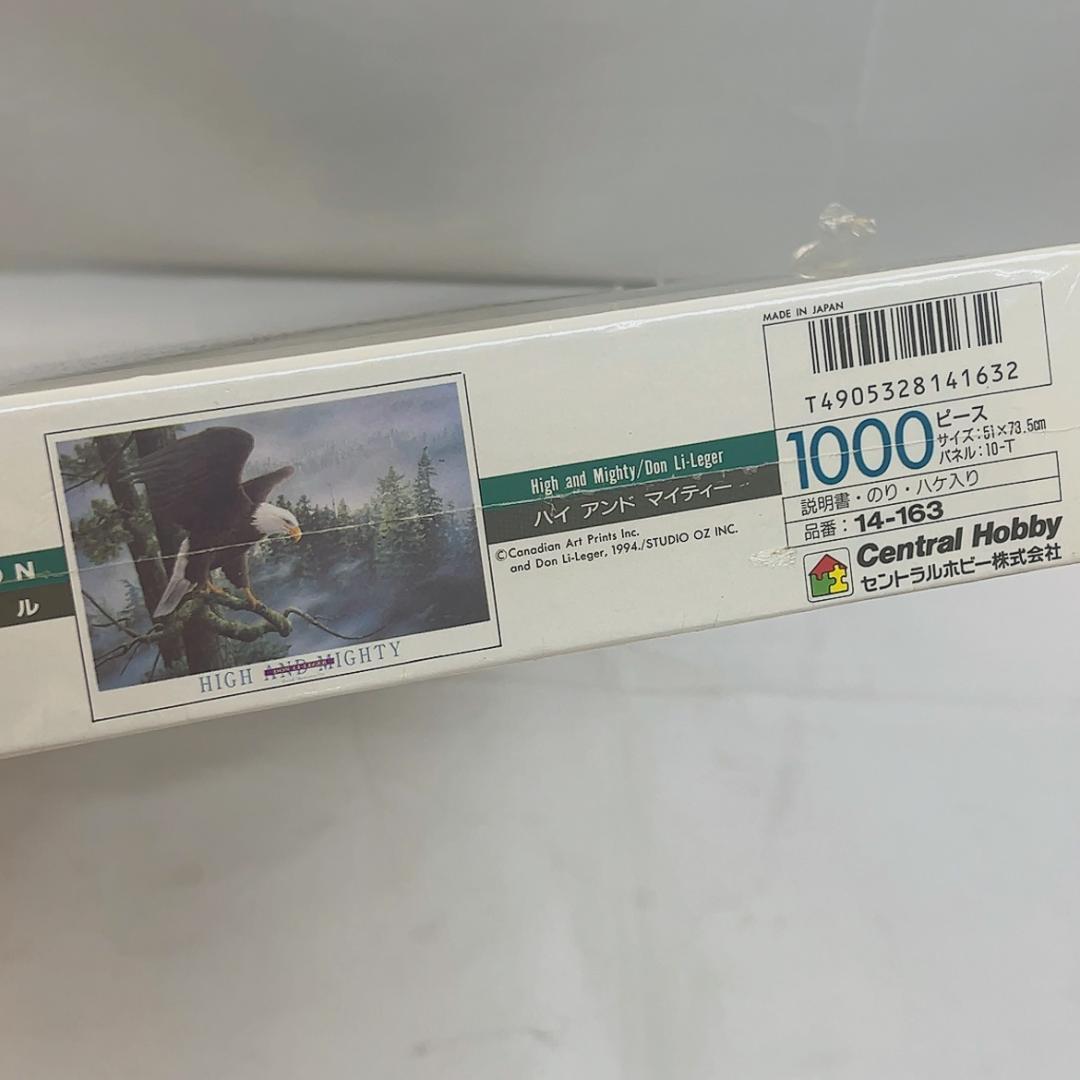 ON
ル
HIGH AND MIGHTY
DON LI-LEGER
High and Mighty/Don Li-Leger
ハイ アンド マイティー
©Canadian Art Prints Inc.
and Don Li-Leger, 1994./STUDIO OZ INC.
MADE IN JAPAN
T4905328141632
1000ピース
サイズ:51×73.5cm
パネル:10-T
説明書・のり・ハケ入り
品番:14-163
Central Hobby
セントラルホビー株式会社